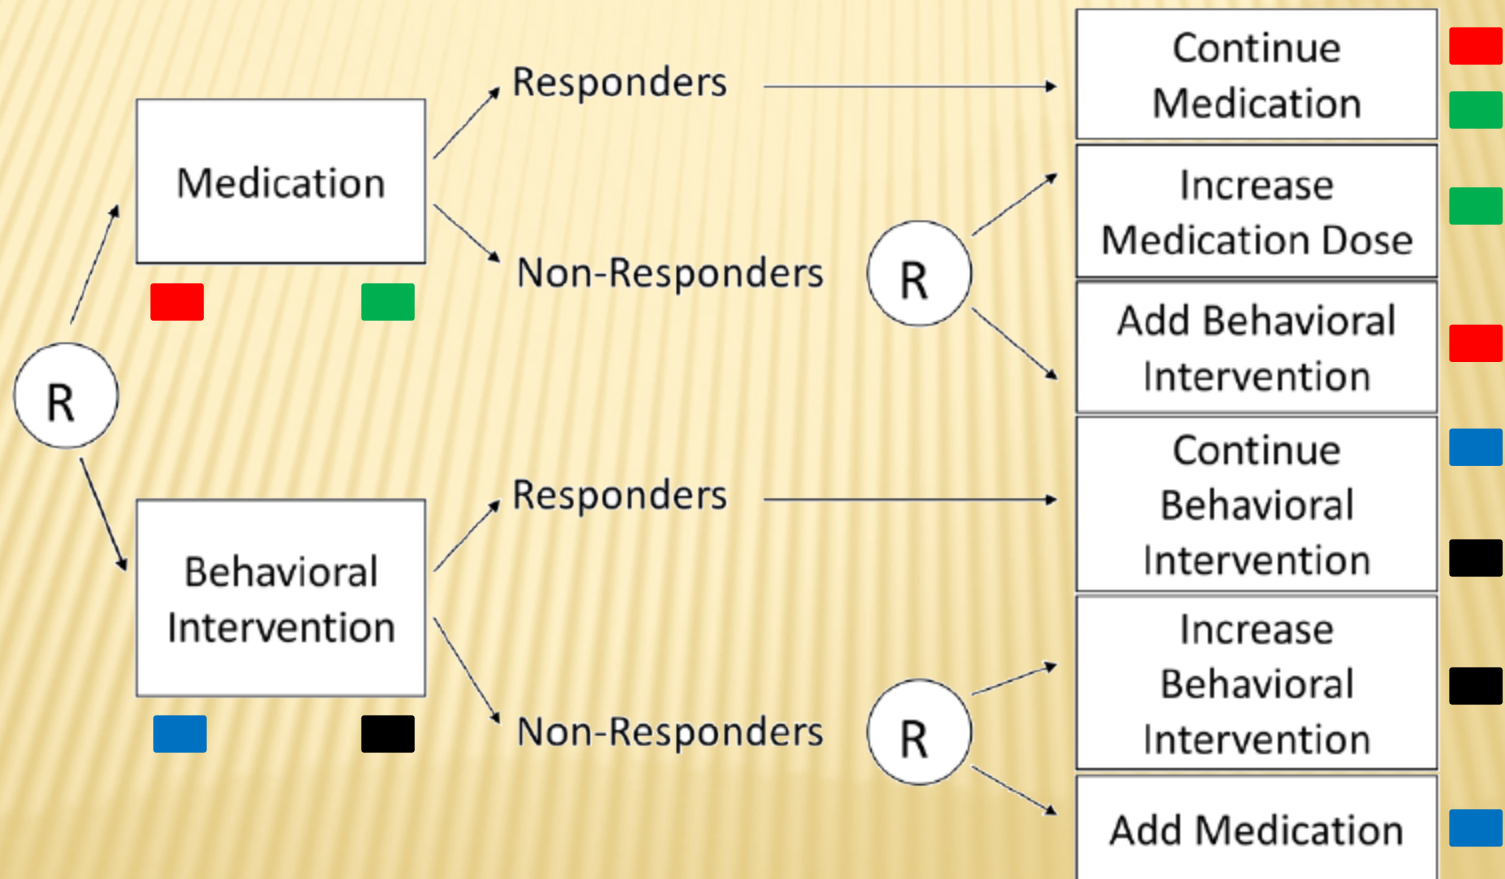 Responders
Continue
Medication
Medication
Increase
Medication Dose
Non-Responders
R
Add Behavioral
Intervention
R
Responders
Continue
Behavioral
Intervention
Behavioral
Intervention
Increase
Behavioral
Intervention
Non-Responders
R
Add Medication